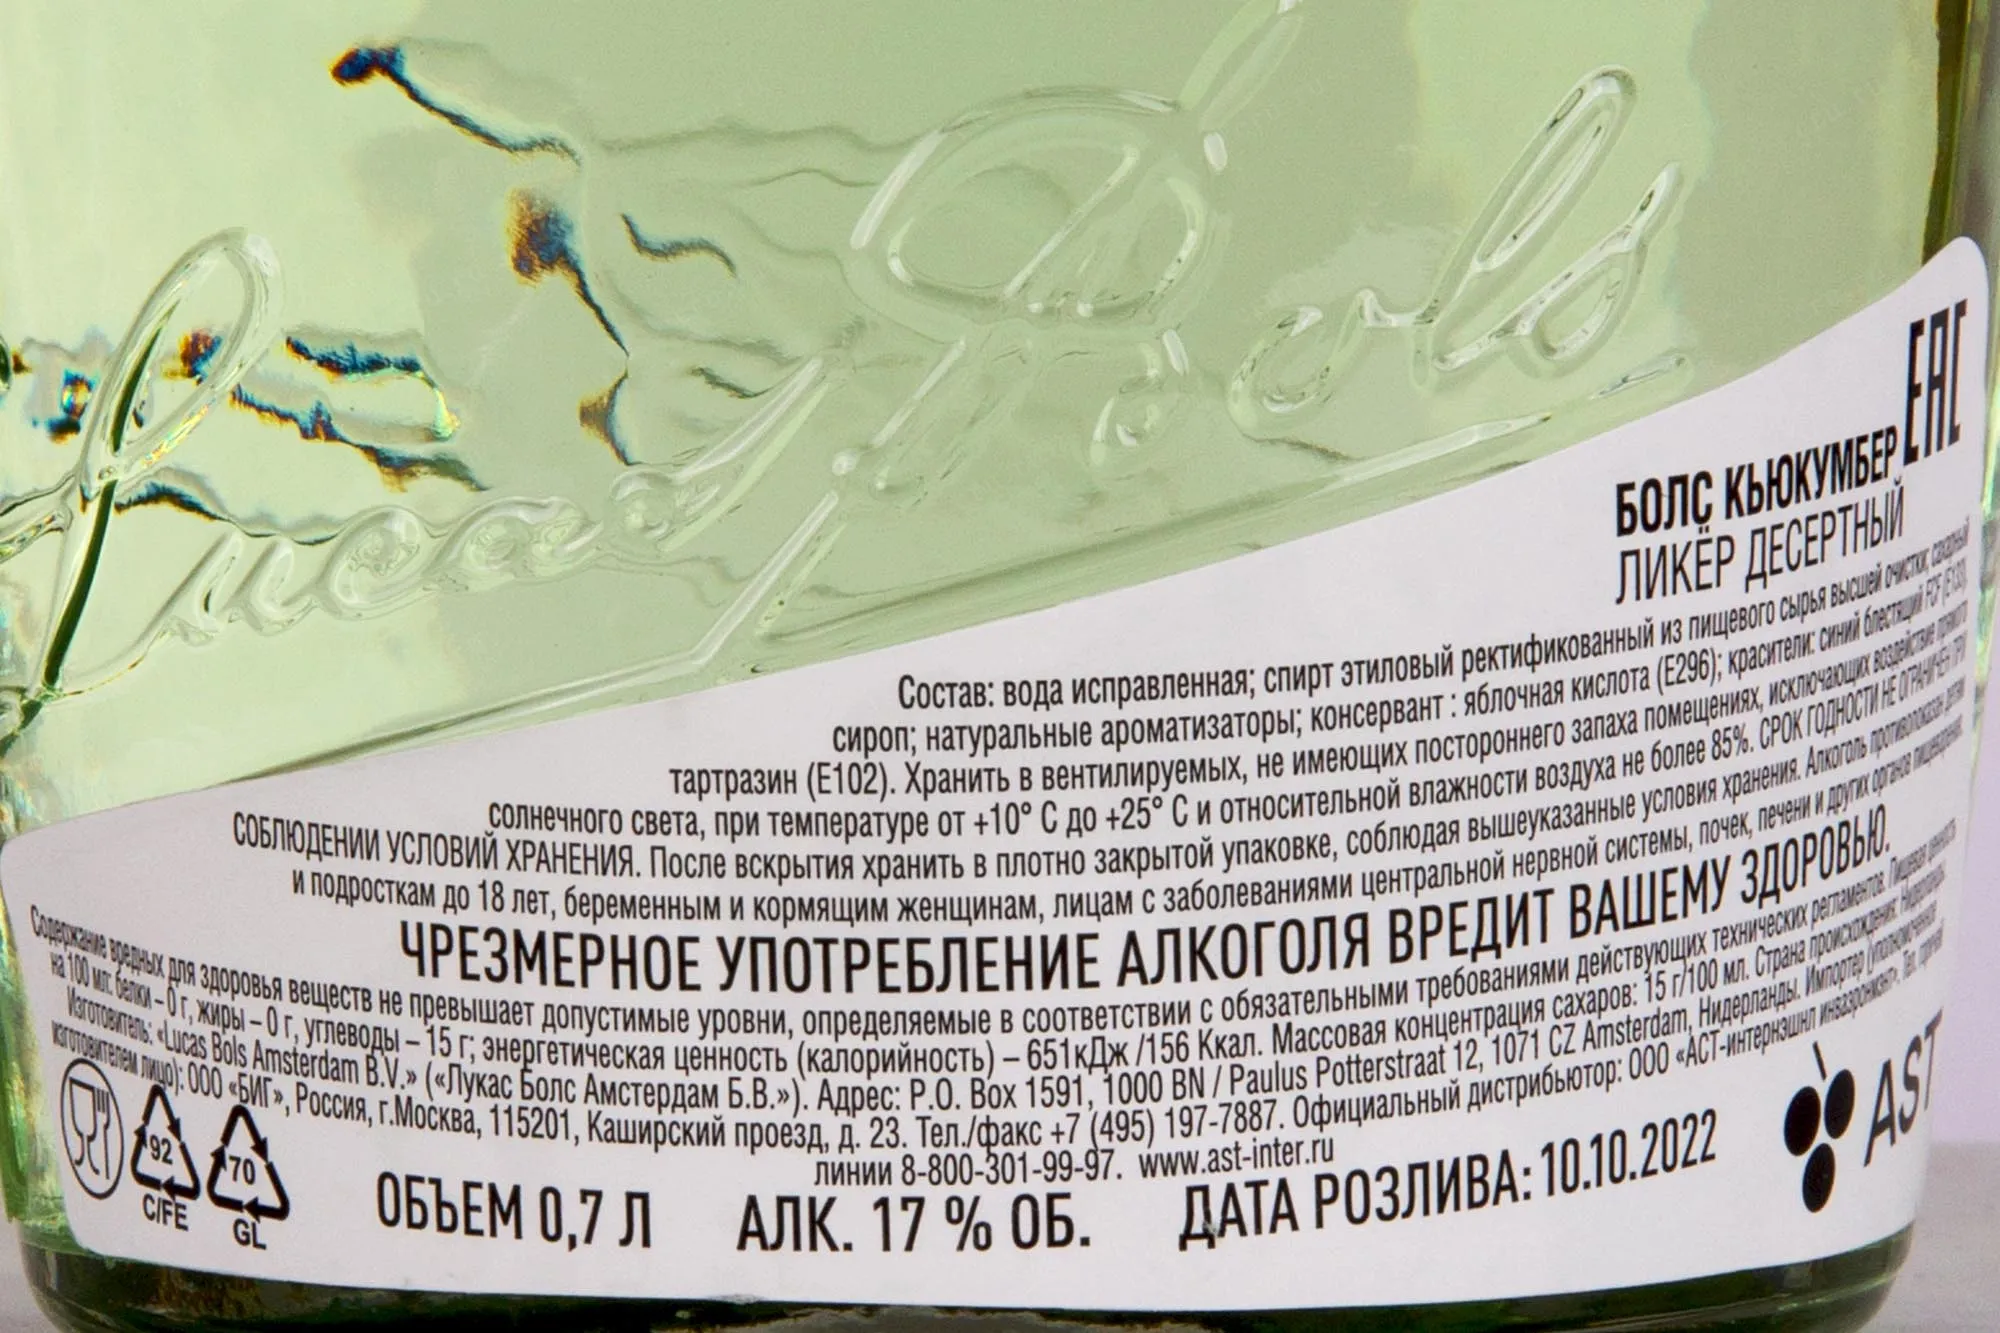 Lucas Bols
EAC
БОЛС КЬЮКУМБЕР
ЛИКЁР ДЕСЕРТНЫЙ
Состав: вода исправленная; спирт этиловый ректификованный из пищевого сырья высшей очистки; сахарный
сироп; натуральные ароматизаторы; консервант : яблочная кислота (Е296); красители: синий блестящий FCF (Е133),
тартразин (Е102). Хранить в вентилируемых, не имеющих постороннего запаха помещениях, исключающих воздействие прямого
солнечного света, при температуре от +10° С до +25° С и относительной влажности воздуха не более 85%. СРОК ГОДНОСТИ НЕ ОГРАНИЧЕН ПРИ
СОБЛЮДЕНИИ УСЛОВИЙ ХРАНЕНИЯ. После вскрытия хранить в плотно закрытой упаковке, соблюдая вышеуказанные условия хранения. Алкоголь противопоказан детям
и подросткам до 18 лет, беременным и кормящим женщинам, лицам с заболеваниями центральной нервной системы, почек, печени и других органов пищеварения.
ЧРЕЗМЕРНОЕ УПОТРЕБЛЕНИЕ АЛКОГОЛЯ ВРЕДИТ ВАШЕМУ ЗДОРОВЬЮ.
Содержание вредных для здоровья веществ не превышает допустимые уровни, определяемые в соответствии с обязательными требованиями действующих технических регламентов. Пищевая ценность
на 100 мл: белки – 0 г, жиры – 0 г, углеводы – 15 г; энергетическая ценность (калорийность) – 651кДж /156 Ккал. Массовая концентрация сахаров: 15 г/100 мл. Страна происхождения: Нидерланды.
Изготовитель: «Lucas Bols Amsterdam B.V.» («Лукас Болс Амстердам Б.В.»). Адрес: P.O. Box 1591, 1000 BN / Paulus Potterstraat 12, 1071 CZ Amsterdam, Нидерланды. Импортер (уполномоченное
изготовителем лицо): ООО «БИГ», Россия, г.Москва, 115201, Каширский проезд, д. 23. Тел./факс +7 (495) 197-7887. Официальный дистрибьютор: ООО «АСТ-интернэшнл инваэронмэнт». Тел. горячей
линии 8-800-301-99-97. www.ast-inter.ru
92
C/FE
70
GL
ОБЪЕМ 0,7 Л АЛК. 17 % ОБ. ДАТА РОЗЛИВА: 10.10.2022
AST